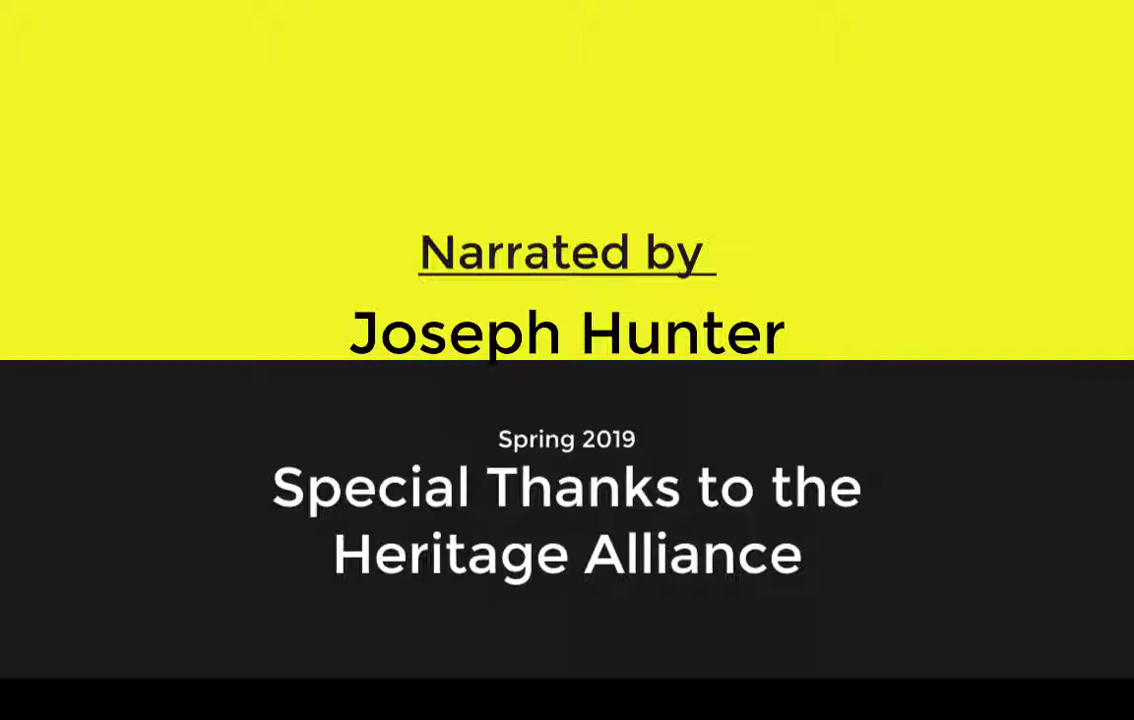 Narrated by
Joseph Hunter
Spring 2019
Special Thanks to the
Heritage Alliance